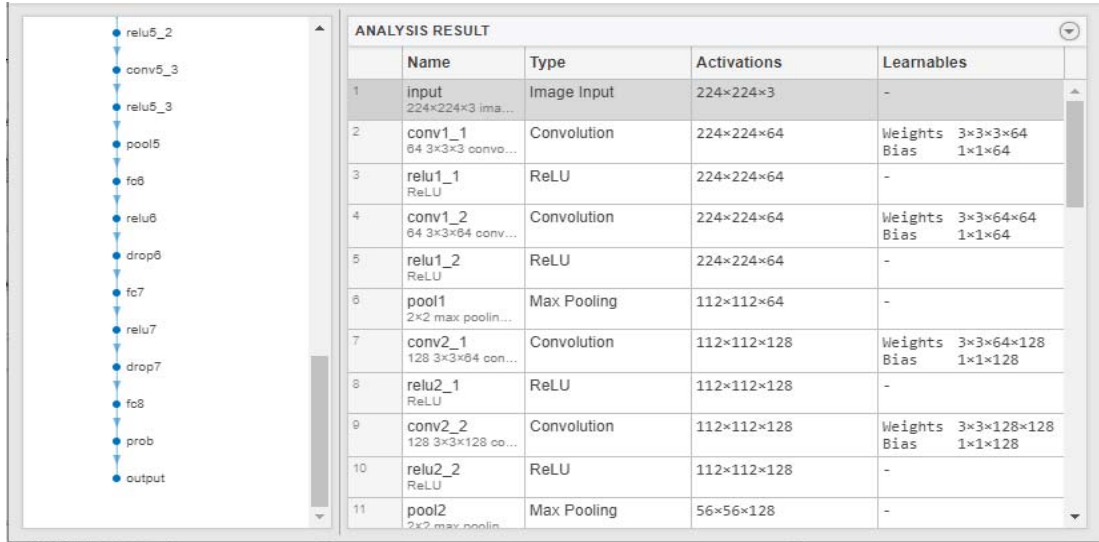 relu5_2
conv5_3
relu5_3
pool5
fc6
relu6
drop6
fc7
relu7
drop7
fc8
prob
output
ANALYSIS RESULT
Name Type Activations Learnables
1 input Image Input 224×224×3 -
224×224×3 ima...
2 conv1_1 Convolution 224×224×64 Weights 3×3×3×64
64 3×3×3 convo... Bias 1×1×64
3 relu1_1 ReLU 224×224×64 -
ReLU
4 conv1_2 Convolution 224×224×64 Weights 3×3×64×64
64 3×3×64 conv... Bias 1×1×64
5 relu1_2 ReLU 224×224×64 -
ReLU
6 pool1 Max Pooling 112×112×64 -
2×2 max poolin...
7 conv2_1 Convolution 112×112×128 Weights 3×3×64×128
128 3×3×64 con... Bias 1×1×128
8 relu2_1 ReLU 112×112×128 -
ReLU
9 conv2_2 Convolution 112×112×128 Weights 3×3×128×128
128 3×3×128 co... Bias 1×1×128
10 relu2_2 ReLU 112×112×128 -
ReLU
11 pool2 Max Pooling 56×56×128 -
2×2 max poolin